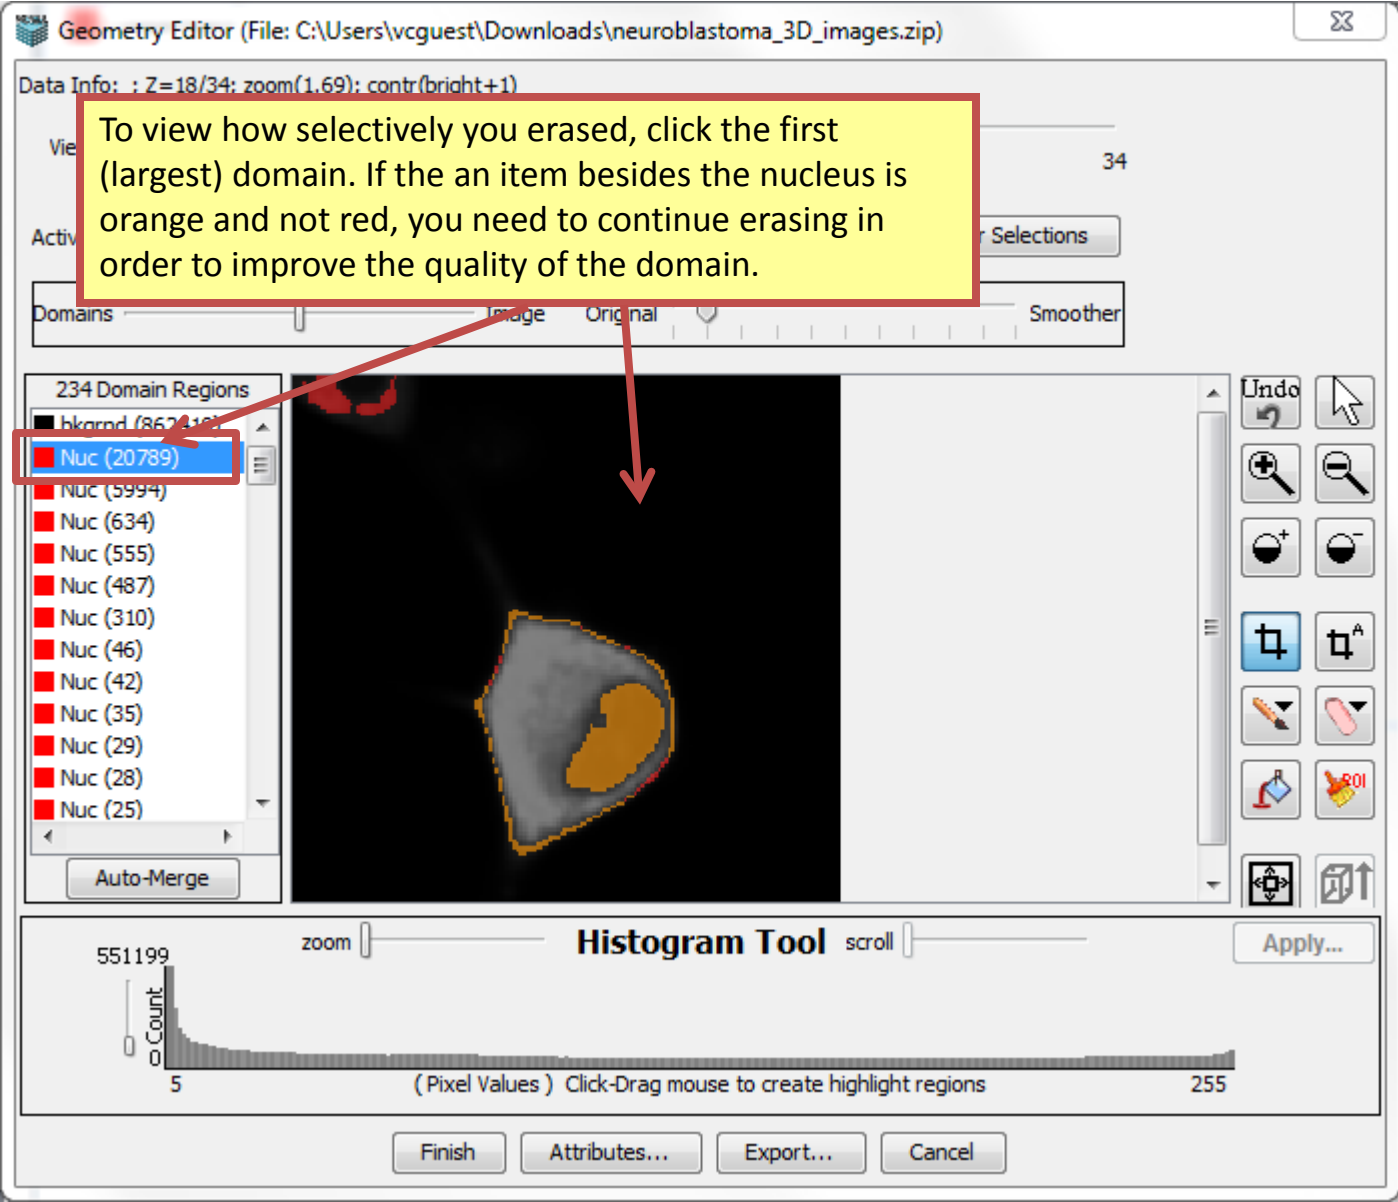 Geometry Editor (File: C:\Users\vcguest\Downloads\neuroblastoma_3D_images.zip)
Data Info: ; Z=18/34; zoom(1.69); contr(bright+1)
To view how selectively you erased, click the first
(largest) domain. If the an item besides the nucleus is
orange and not red, you need to continue erasing in
order to improve the quality of the domain.
34
Selections
Domains Image Original Smoother
234 Domain Regions
bkgrnd
Nuc (20789)
Nuc (5994)
Nuc (634)
Nuc (555)
Nuc (487)
Nuc (310)
Nuc (46)
Nuc (42)
Nuc (35)
Nuc (29)
Nuc (28)
Nuc (25)
Auto-Merge
Undo
A
ROI
zoom Histogram Tool scroll Apply...
551199
0 Count
5 ( Pixel Values ) Click-Drag mouse to create highlight regions 255
Finish Attributes... Export... Cancel